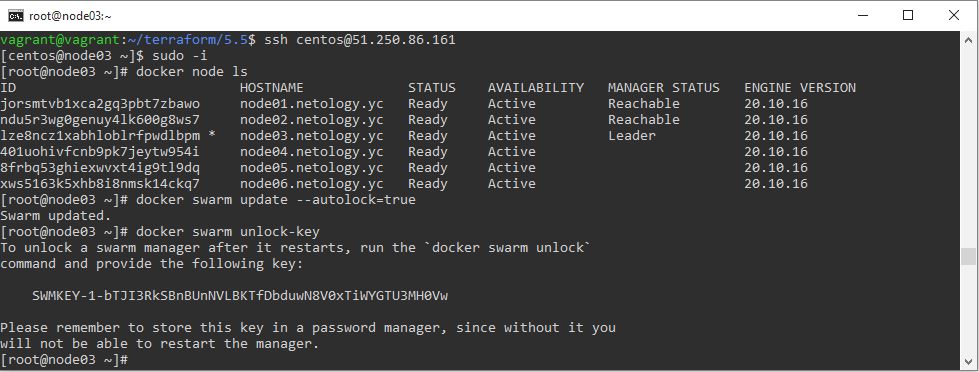 root@node03:~
vagrant@vagrant:~/terraform/5.5$ ssh centos@51.250.86.161
[centos@node03 ~]$ sudo -i
[root@node03 ~]# docker node ls
ID HOSTNAME STATUS AVAILABILITY MANAGER STATUS ENGINE VERSION
jorsmtvb1xca2gq3pbt7zbawo node01.netology.yc Ready Active Reachable 20.10.16
ndu5r3wg0genuy4lk600g8ws7 node02.netology.yc Ready Active Reachable 20.10.16
lze8ncz1xabhloblrfpwdlbpm * node03.netology.yc Ready Active Leader 20.10.16
401uohivfcnb9pk7jeytw954i node04.netology.yc Ready Active 20.10.16
8frbq53ghiexwvxt4ig9tl9dq node05.netology.yc Ready Active 20.10.16
xws5163k5xhb8i8nmsk14ckq7 node06.netology.yc Ready Active 20.10.16
[root@node03 ~]# docker swarm update --autolock=true
Swarm updated.
[root@node03 ~]# docker swarm unlock-key
To unlock a swarm manager after it restarts, run the `docker swarm unlock`
command and provide the following key:
SWMKEY-1-bTJI3RkSBnBUnNVLBKTfDbduwN8V0xTiWYGTU3MH0Vw
Please remember to store this key in a password manager, since without it you
will not be able to restart the manager.
[root@node03 ~]#